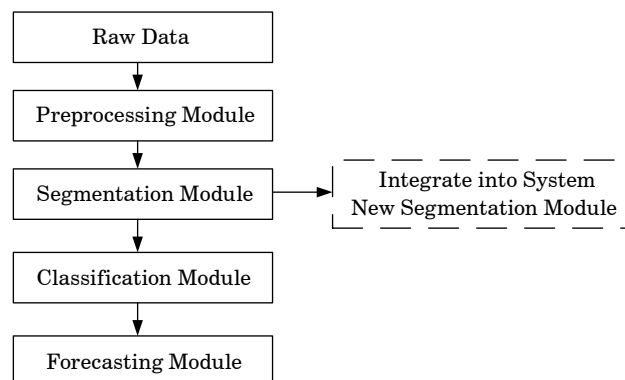 Raw Data
Preprocessing Module
Segmentation Module
Integrate into System
New Segmentation Module
Classification Module
Forecasting Module